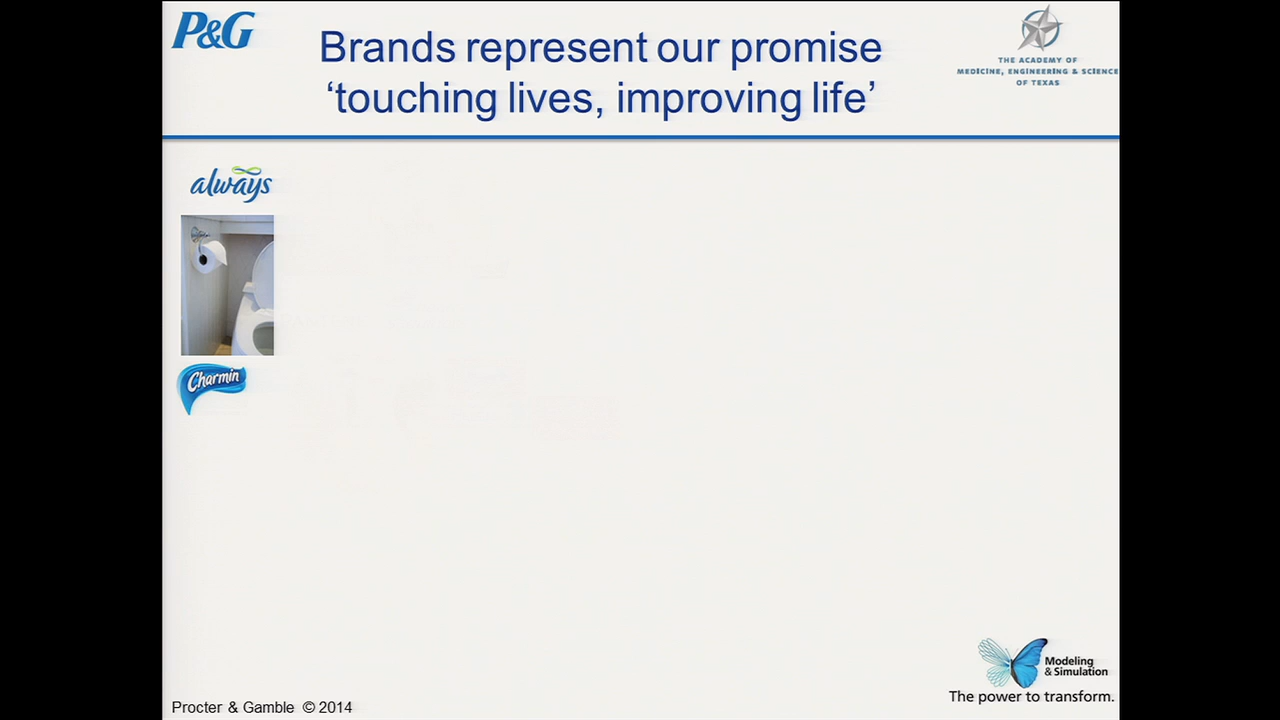 P&G
Brands represent our promise
‘touching lives, improving life’
THE ACADEMY OF
MEDICINE, ENGINEERING & SCIENCE
OF TEXAS
always
Charmin
Modeling
& Simulation
The power to transform.
Procter & Gamble © 2014